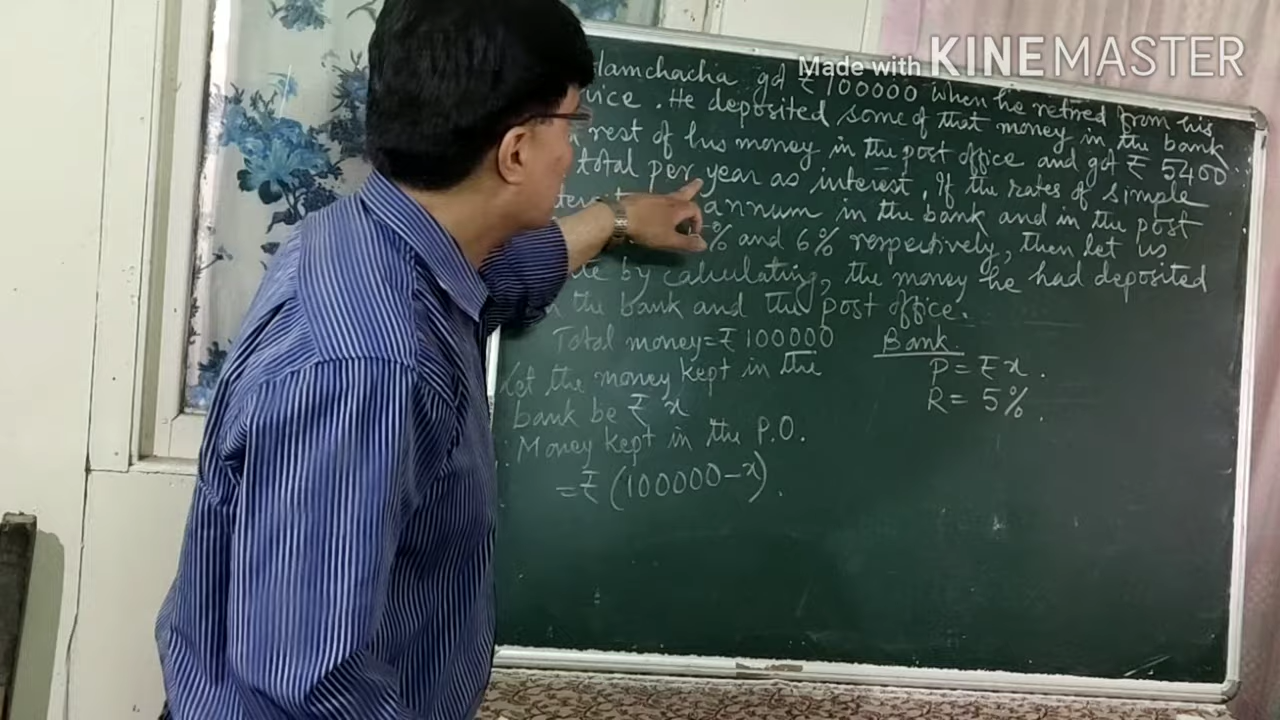 Made with KINEMASTER
lamchacha got ₹ 100000 when he retired from his
vice. He deposited some of that money in the bank
rest of his money in the post office and got ₹ 5400
total per year as interest. If the rates of simple
annum in the bank and in the post
% and 6% respectively, then let us
te by calculating, the money he had deposited
the bank and the post office.
Total money = ₹ 100000
Let the money kept in the
bank be ₹ x
∴ Money kept in the P.O.
= ₹ (100000 – x).
Bank.
P = ₹ x.
R = 5%.